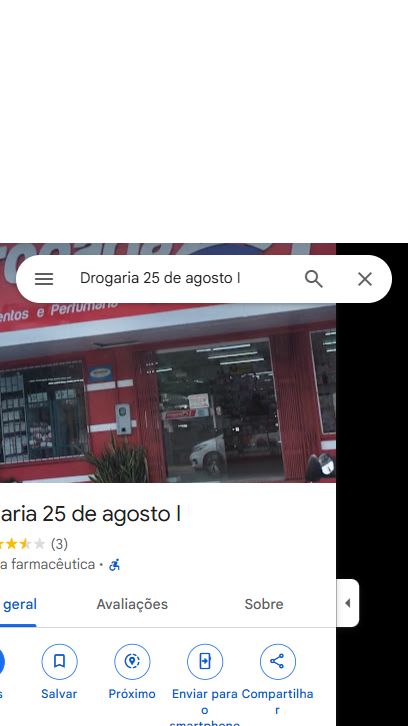 Drogaria 25 de agosto l
entos e Perfumaria
aria 25 de agosto l
(3)
a farmacêutica •
geral Avaliações Sobre
s Salvar Próximo Enviar para o smartphone Compartilhar